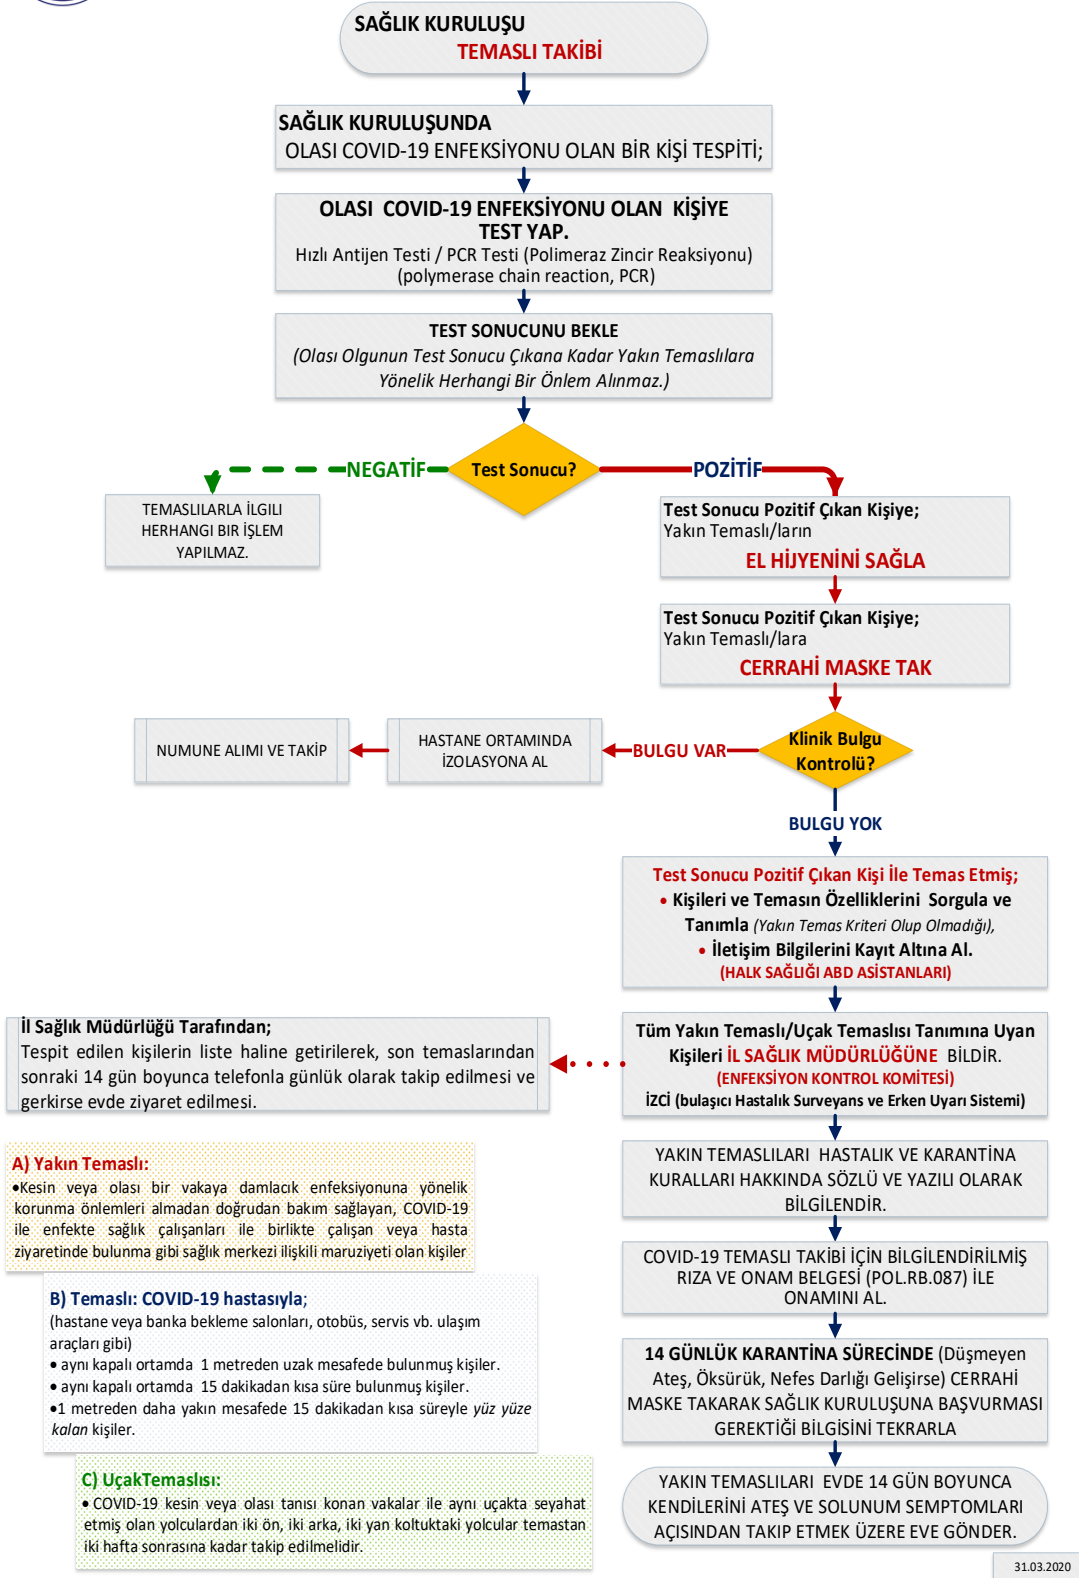 SAĞLIK KURULUŞU
TEMASLI TAKİBİ
SAĞLIK KURULUŞUNDA
OLASI COVID-19 ENFEKSİYONU OLAN BİR KİŞİ TESPİTİ;
OLASI COVID-19 ENFEKSİYONU OLAN KİŞİYE
TEST YAP.
Hızlı Antijen Testi / PCR Testi (Polimeraz Zincir Reaksiyonu)
(polymerase chain reaction, PCR)
TEST SONUCUNU BEKLE
(Olası Olgunun Test Sonucu Çıkana Kadar Yakın Temaslılara
Yönelik Herhangi Bir Önlem Alınmaz.)
NEGATİF
Test Sonucu?
POZİTİF
TEMASLILARLA İLGILI
HERHANGI BIR İŞLEM
YAPILMAZ.
Test Sonucu Pozitif Çıkan Kişiye;
Yakın Temaslı/ların
EL HİJYENİNİ SAĞLA
Test Sonucu Pozitif Çıkan Kişiye;
Yakın Temaslı/lara
CERRAHİ MASKE TAK
NUMUNE ALIMI VE TAKİP
HASTANE ORTAMINDA
İZOLASYONA AL
BULGU VAR
Klinik Bulgu
Kontrolü?
BULGU YOK
Test Sonucu Pozitif Çıkan Kişi İle Temas Etmiş;
• Kişileri ve Temasın Özelliklerini Sorgula ve
Tanımla (Yakın Temas Kriteri Olup Olmadığı),
• İletişim Bilgilerini Kayıt Altına Al.
(HALK SAĞLIĞI ABD ASİSTANLARI)
İl Sağlık Müdürlüğü Tarafından;
Tespit edilen kişilerin liste haline getirilerek, son temaslarından
sonraki 14 gün boyunca telefonla günlük olarak takip edilmesi ve
gerkirse evde ziyaret edilmesi.
Tüm Yakın Temaslı/Uçak Temaslısı Tanımına Uyan
Kişileri İL SAĞLIK MÜDÜRLÜĞÜNE BİLDİR.
(ENFEKSİYON KONTROL KOMİTESİ)
İZCİ (bulaşıcı Hastalık Surveyans ve Erken Uyarı Sistemi)
YAKIN TEMASLILARI HASTALIK VE KARANTİNA
KURALLARI HAKKINDA SÖZLÜ VE YAZILI OLARAK
BİLGİLENDİR.
COVID-19 TEMASLI TAKİBİ İÇİN BİLGİLENDİRİLMİŞ
RIZA VE ONAM BELGESİ (POL.RB.087) İLE
ONAMINI AL.
14 GÜNLÜK KARANTİNA SÜRECİNDE (Düşmeyen
Ateş, Öksürük, Nefes Darlığı Gelişirse) CERRAHİ
MASKE TAKARAK SAĞLIK KURULUŞUNA BAŞVURMASI
GEREKTİĞİ BİLGİSİNİ TEKRARLA
YAKIN TEMASLILARI EVDE 14 GÜN BOYUNCA
KENDİLERİNİ ATEŞ VE SOLUNUM SEMPTOMLARI
AÇISINDAN TAKİP ETMEK ÜZERE EVE GÖNDER.
A) Yakın Temaslı:
•Kesin veya olası bir vakaya damlacık enfeksiyonuna yönelik
korunma önlemleri almadan doğrudan bakım sağlayan, COVID-19
ile enfekte sağlık çalışanları ile birlikte çalışan veya hasta
ziyaretinde bulunma gibi sağlık merkezi ilişkili maruziyeti olan kişiler
B) Temaslı: COVID-19 hastasıyla;
(hastane veya banka bekleme salonları, otobüs, servis vb. ulaşım
araçları gibi)
• aynı kapalı ortamda 1 metreden uzak mesafede bulunmuş kişiler.
• aynı kapalı ortamda 15 dakikadan kısa süre bulunmuş kişiler.
•1 metreden daha yakın mesafede 15 dakikadan kısa süreyle yüz yüze
kalan kişiler.
C) UçakTemaslısı:
• COVID-19 kesin veya olası tanısı konan vakalar ile aynı uçakta seyahat
etmiş olan yolculardan iki ön, iki arka, iki yan koltuktaki yolcular temastan
iki hafta sonrasına kadar takip edilmelidir.
31.03.2020